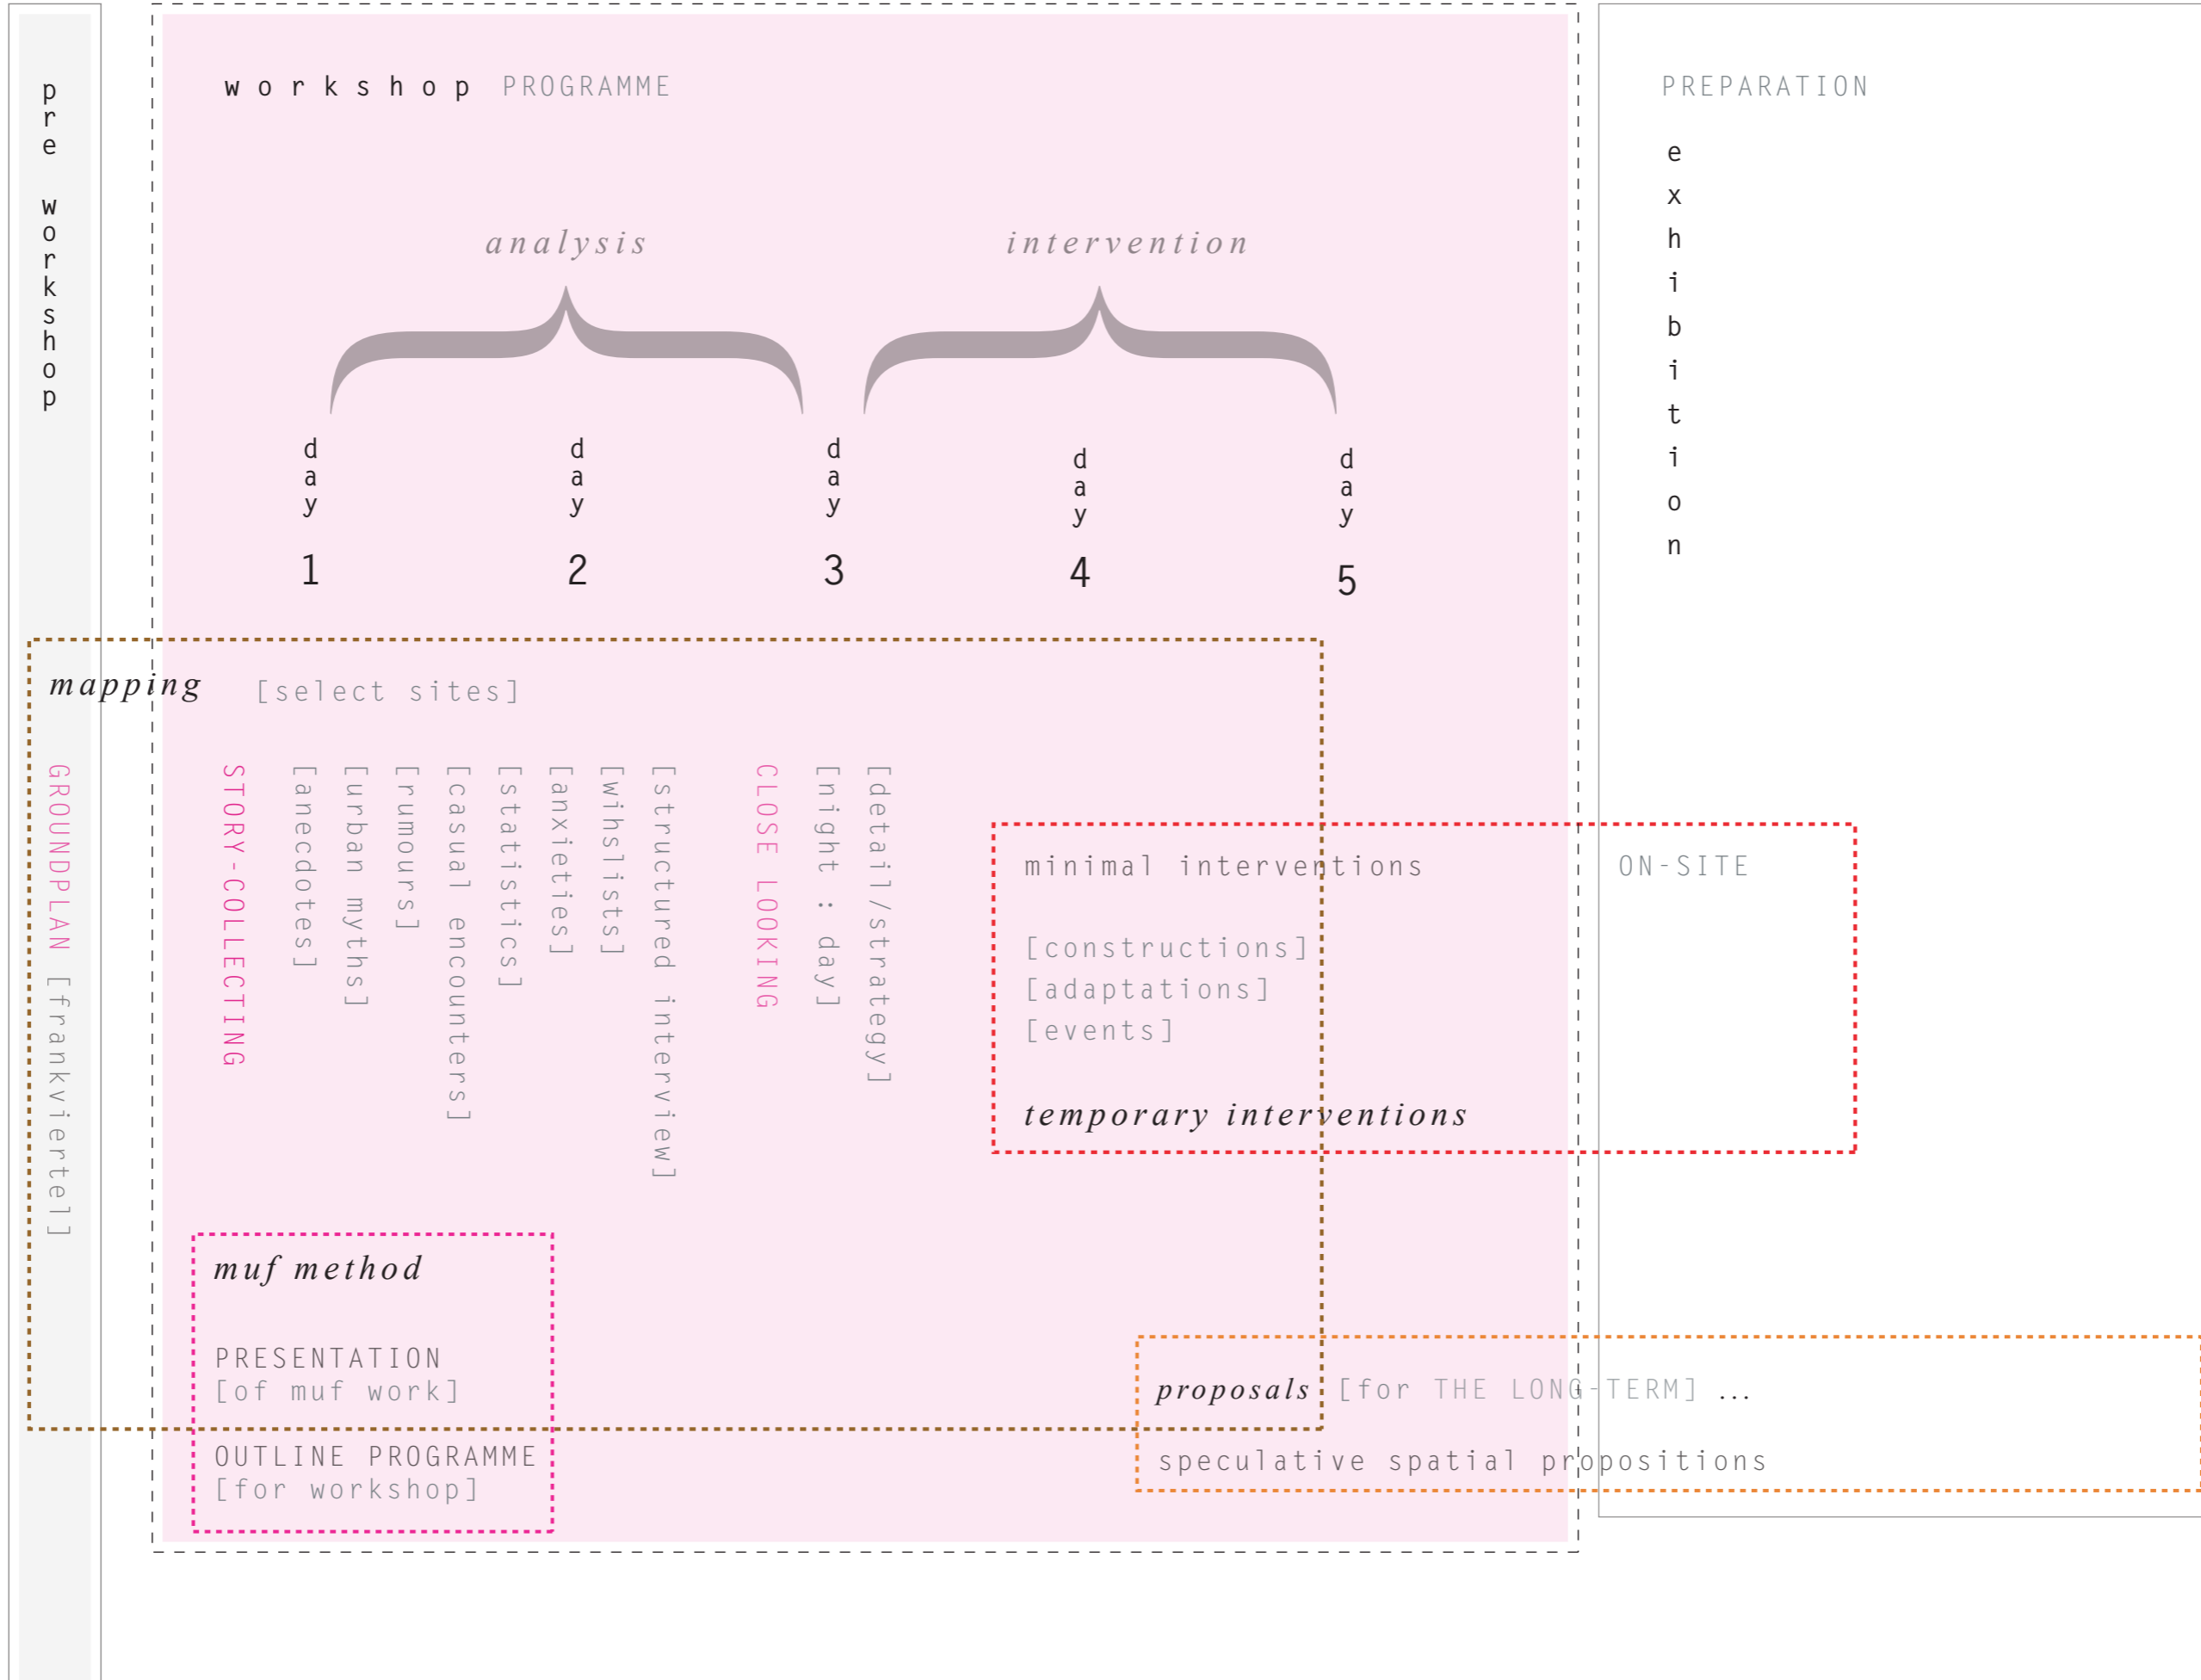 pre workshop
workshop PROGRAMME
PREPARATION
exhibition
analysis
intervention
day 1
day 2
day 3
day 4
day 5
mapping [select sites]
GROUNDPLAN [frankviertel]
STORY-COLLECTING
[anecdotes]
[urban myths]
[rumours]
[casual encounters]
[statistics]
[anxieties]
[wihslists]
[structured interview]
CLOSE LOOKING
[night : day]
[detail/strategy]
minimal interventions
ON-SITE
[constructions]
[adaptations]
[events]
temporary interventions
muf method
PRESENTATION
[of muf work]
OUTLINE PROGRAMME
[for workshop]
proposals [for THE LONG-TERM] ...
speculative spatial propositions